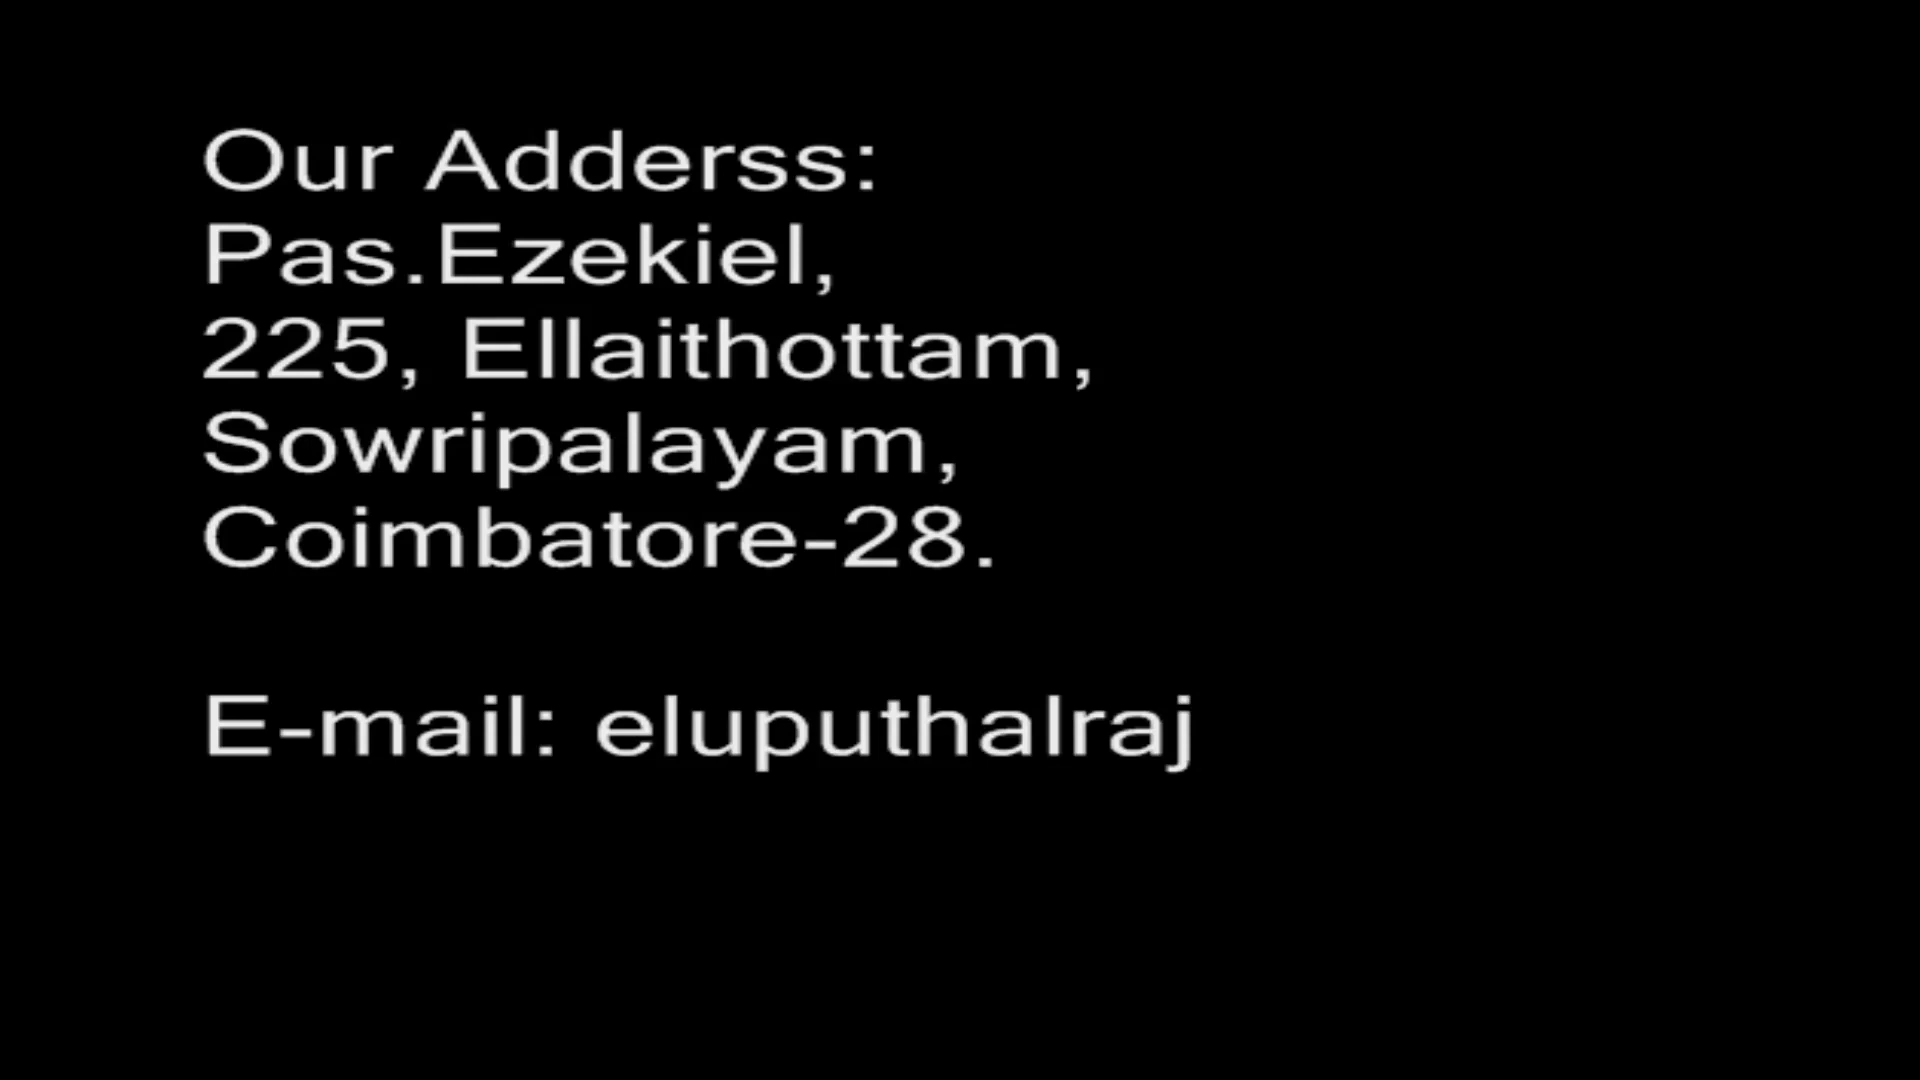 Our Adderss:
Pas.Ezekiel,
225, Ellaithottam,
Sowripalayam,
Coimbatore-28.
E-mail: eluputhalraj